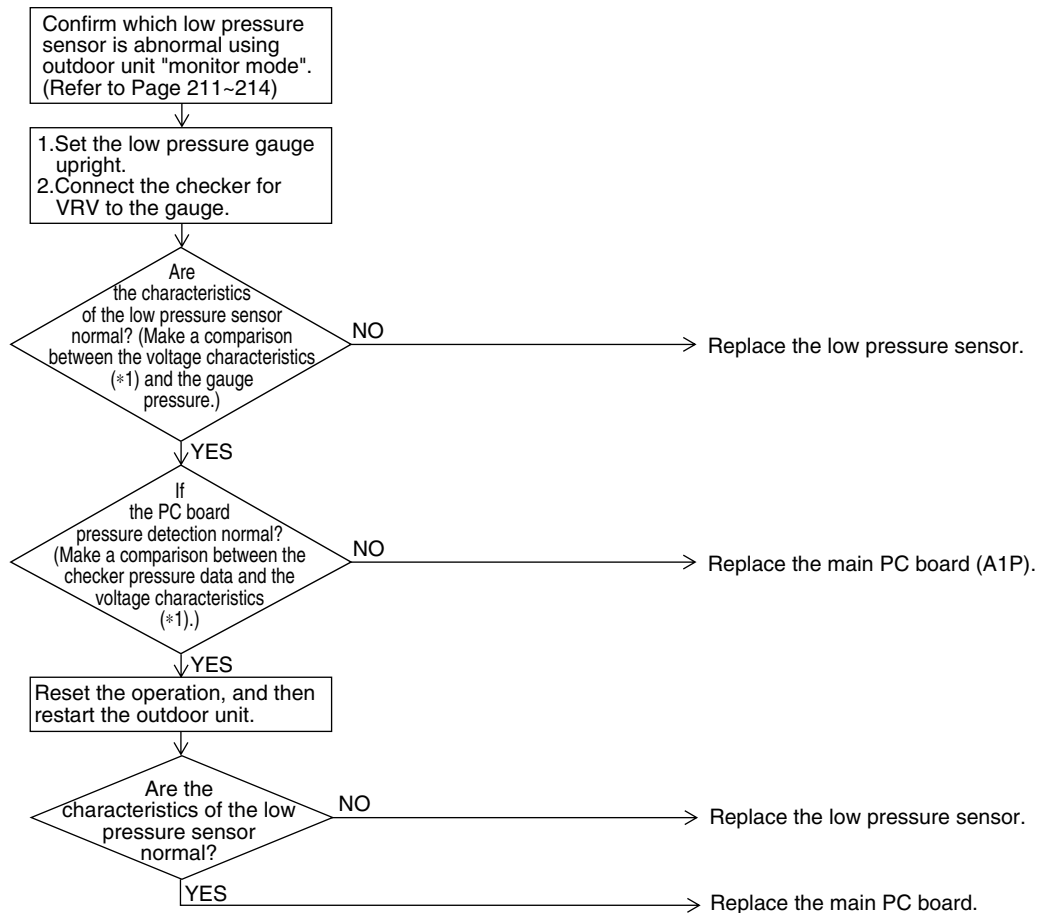 Confirm which low pressure
sensor is abnormal using
outdoor unit "monitor mode".
(Refer to Page 211~214)
1.Set the low pressure gauge
upright.
2.Connect the checker for
VRV to the gauge.
Are
the characteristics
of the low pressure sensor
normal? (Make a comparison
between the voltage characteristics
(*1) and the gauge
pressure.)
NO
Replace the low pressure sensor.
YES
If
the PC board
pressure detection normal?
(Make a comparison between the
checker pressure data and the
voltage characteristics
(*1).)
NO
Replace the main PC board (A1P).
YES
Reset the operation, and then
restart the outdoor unit.
Are the
characteristics of the low
pressure sensor
normal?
NO
Replace the low pressure sensor.
YES
Replace the main PC board.